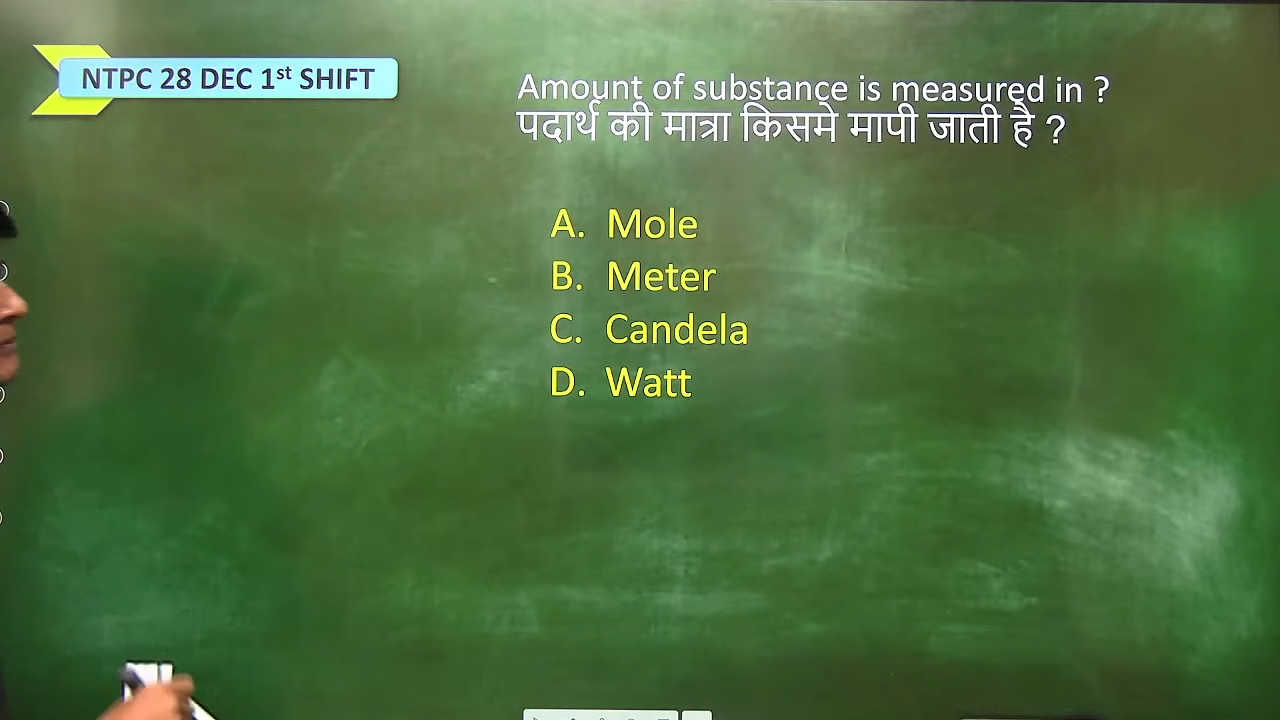 NTPC 28 DEC 1st SHIFT
Amount of substance is measured in ?
पदार्थ की मात्रा किसमे मापी जाती है ?
A. Mole
B. Meter
C. Candela
D. Watt